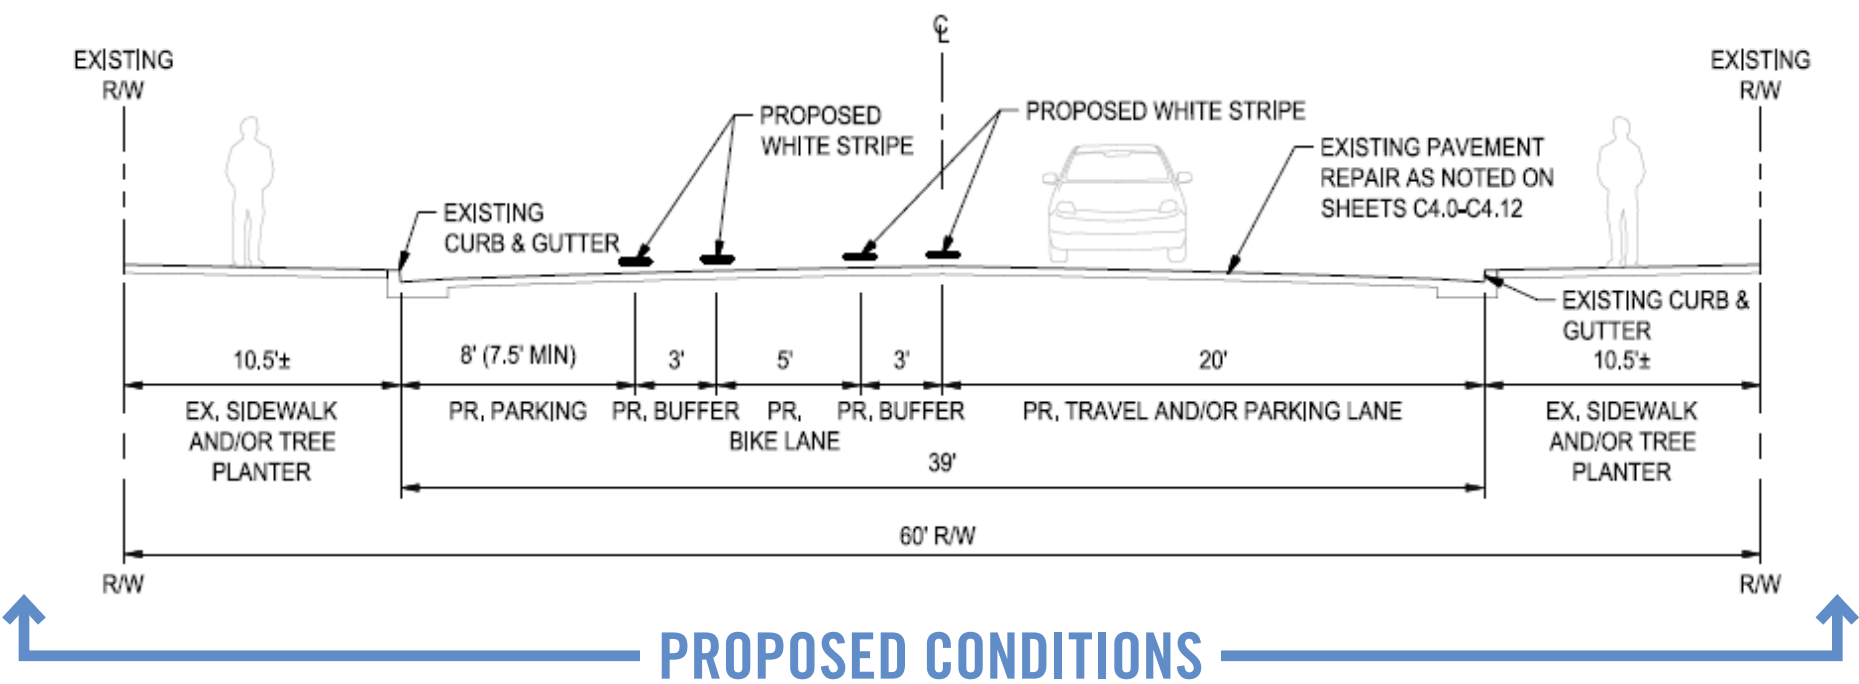 ℄
EXISTING
R/W
EXISTING
R/W
PROPOSED
WHITE STRIPE
PROPOSED WHITE STRIPE
EXISTING PAVEMENT
REPAIR AS NOTED ON
SHEETS C4.0-C4.12
EXISTING
CURB & GUTTER
EXISTING CURB &
GUTTER
10.5'±
8' (7.5' MIN)
3'
5'
3'
20'
10.5'±
EX. SIDEWALK
AND/OR TREE
PLANTER
PR. PARKING
PR. BUFFER
PR.
BIKE LANE
PR. BUFFER
PR. TRAVEL AND/OR PARKING LANE
EX. SIDEWALK
AND/OR TREE
PLANTER
39'
60' R/W
R/W
R/W
PROPOSED CONDITIONS